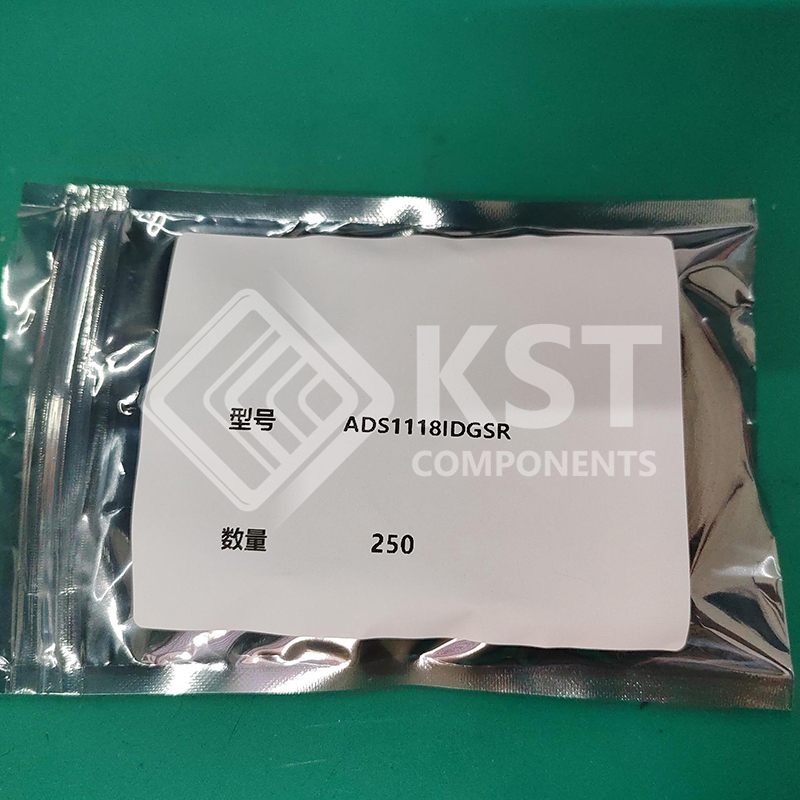 KST
COMPONENTS
型号 ADS1118IDGSR
数量 250